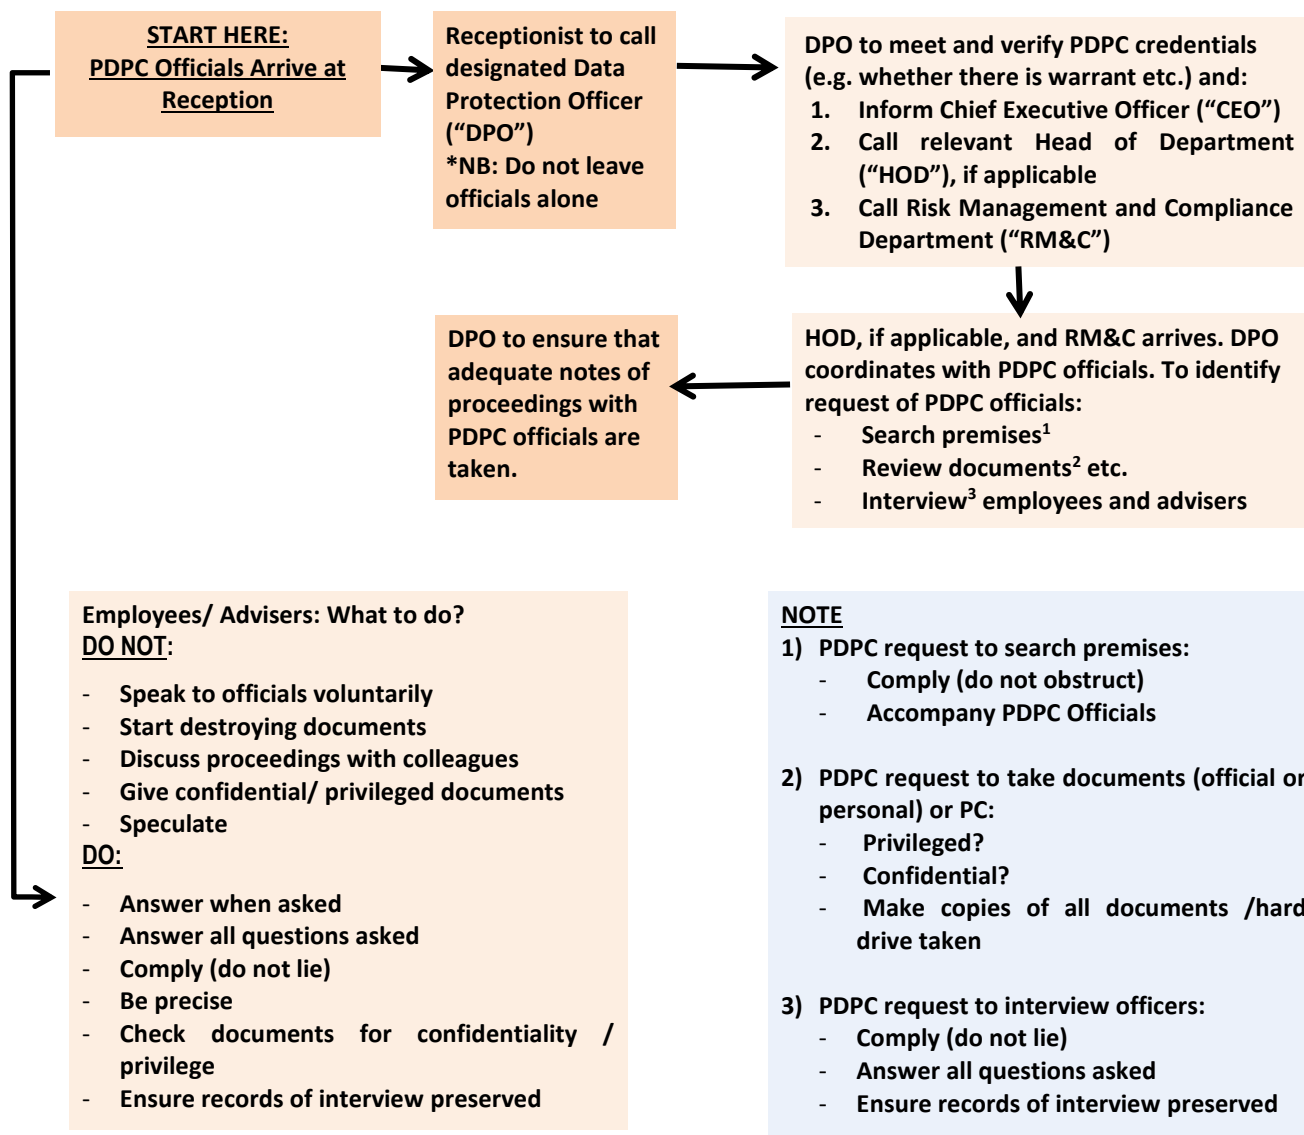 START HERE:
PDPC Officials Arrive at
Reception
Receptionist to call
designated Data
Protection Officer
(“DPO”)
*NB: Do not leave
officials alone
DPO to meet and verify PDPC credentials
(e.g. whether there is warrant etc.) and:
1. Inform Chief Executive Officer (“CEO”)
2. Call relevant Head of Department
(“HOD”), if applicable
3. Call Risk Management and Compliance
Department (“RM&C”)
HOD, if applicable, and RM&C arrives. DPO
coordinates with PDPC officials. To identify
request of PDPC officials:
- Search premises¹
- Review documents² etc.
- Interview³ employees and advisers
DPO to ensure that
adequate notes of
proceedings with
PDPC officials are
taken.
Employees/ Advisers: What to do?
DO NOT:
- Speak to officials voluntarily
- Start destroying documents
- Discuss proceedings with colleagues
- Give confidential/ privileged documents
- Speculate
DO:
- Answer when asked
- Answer all questions asked
- Comply (do not lie)
- Be precise
- Check documents for confidentiality /
privilege
- Ensure records of interview preserved
NOTE
1) PDPC request to search premises:
- Comply (do not obstruct)
- Accompany PDPC Officials
2) PDPC request to take documents (official or
personal) or PC:
- Privileged?
- Confidential?
- Make copies of all documents /hard
drive taken
3) PDPC request to interview officers:
- Comply (do not lie)
- Answer all questions asked
- Ensure records of interview preserved